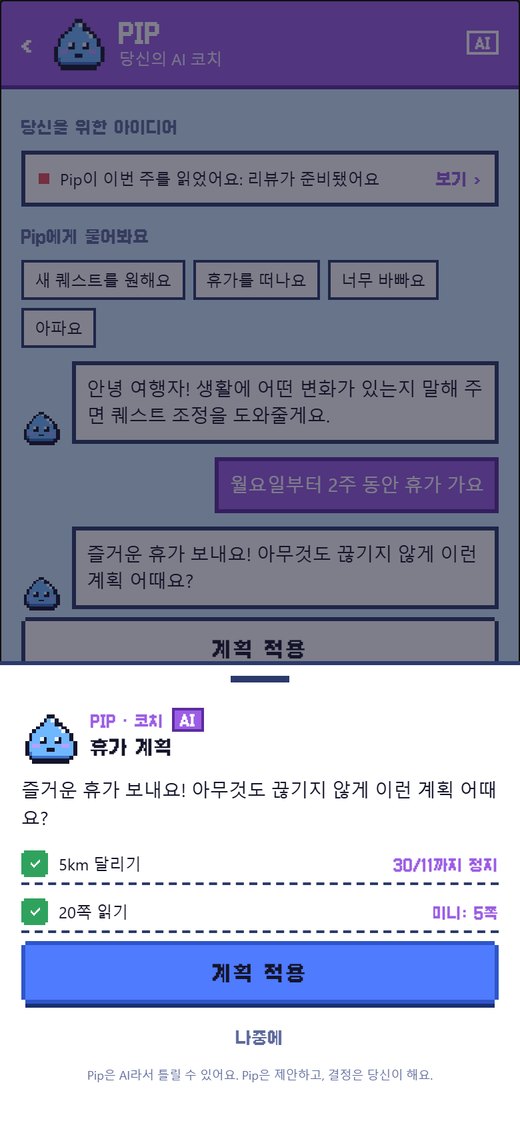 PIP
당신의 AI 코치
AI
당신을 위한 아이디어
Pip이 이번 주를 읽었어요: 리뷰가 준비됐어요
보기 >
Pip에게 물어봐요
새 퀘스트를 원해요
휴가를 떠나요
너무 바빠요
아파요
안녕 여행자! 생활에 어떤 변화가 있는지 말해 주
면 퀘스트 조정을 도와줄게요.
월요일부터 2주 동안 휴가 가요
즐거운 휴가 보내요! 아무것도 끊기지 않게 이런
계획 어때요?
계획 적용
PIP · 코치 AI
휴가 계획
즐거운 휴가 보내요! 아무것도 끊기지 않게 이런 계획 어때
요?
5km 달리기
30/11까지 정지
20쪽 읽기
미니: 5쪽
계획 적용
나중에
Pip은 AI라서 틀릴 수 있어요. Pip은 제안하고, 결정은 당신이 해요.